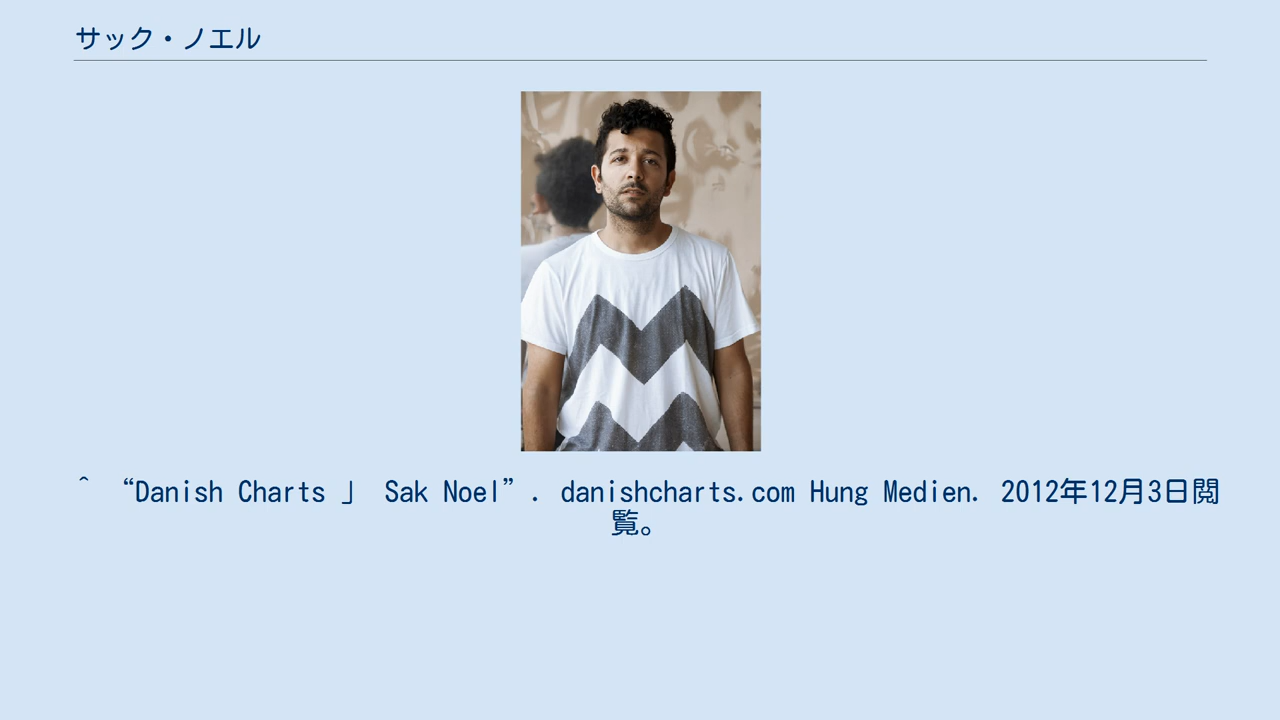 サック・ノエル
^ “Danish Charts 」 Sak Noel”. danishcharts.com Hung Medien. 2012年12月3日閲
覧。